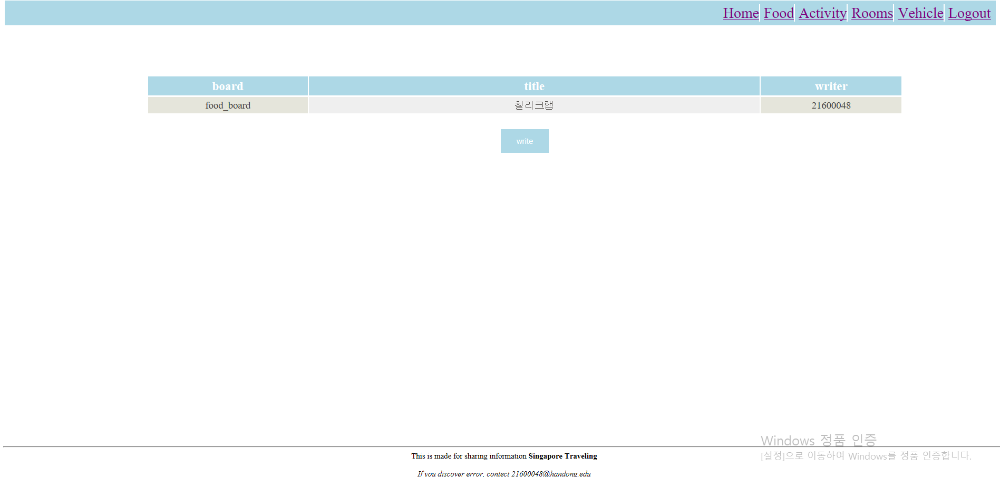 Home Food Activity Rooms Vehicle Logout
board title writer
food_board 칠리크랩 21600048
write
Windows 정품 인증
This is made for sharing information Singapore Traveling
[설정]으로 이동하여 Windows를 정품 인증합니다.
If you discover error, contect 21600048@handong.edu